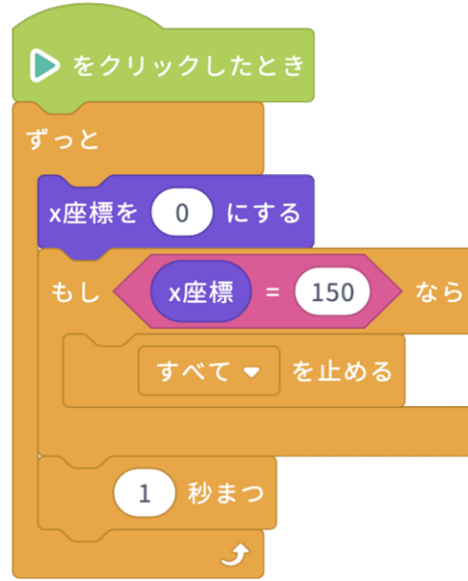 をクリックしたとき
ずっと
x座標を 0 にする
もし x座標 = 150 なら
すべて を止める
1 秒まつ